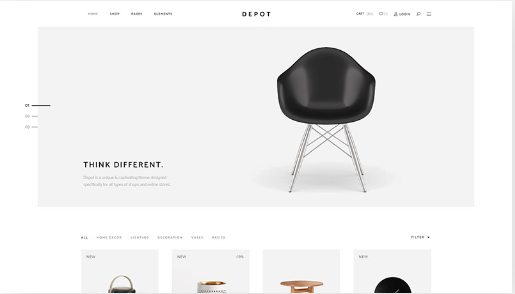 HOME SHOP PAGES ELEMENTS
DEPOT
CART
LOGIN
01
02
03
THINK DIFFERENT.
Depot is a unique & captivating theme designed
specifically for all types of shops and online stores.
ALL HOME DECOR LIGHTING DECORATION VASES BASICS
FILTER
NEW
NEW
NEW